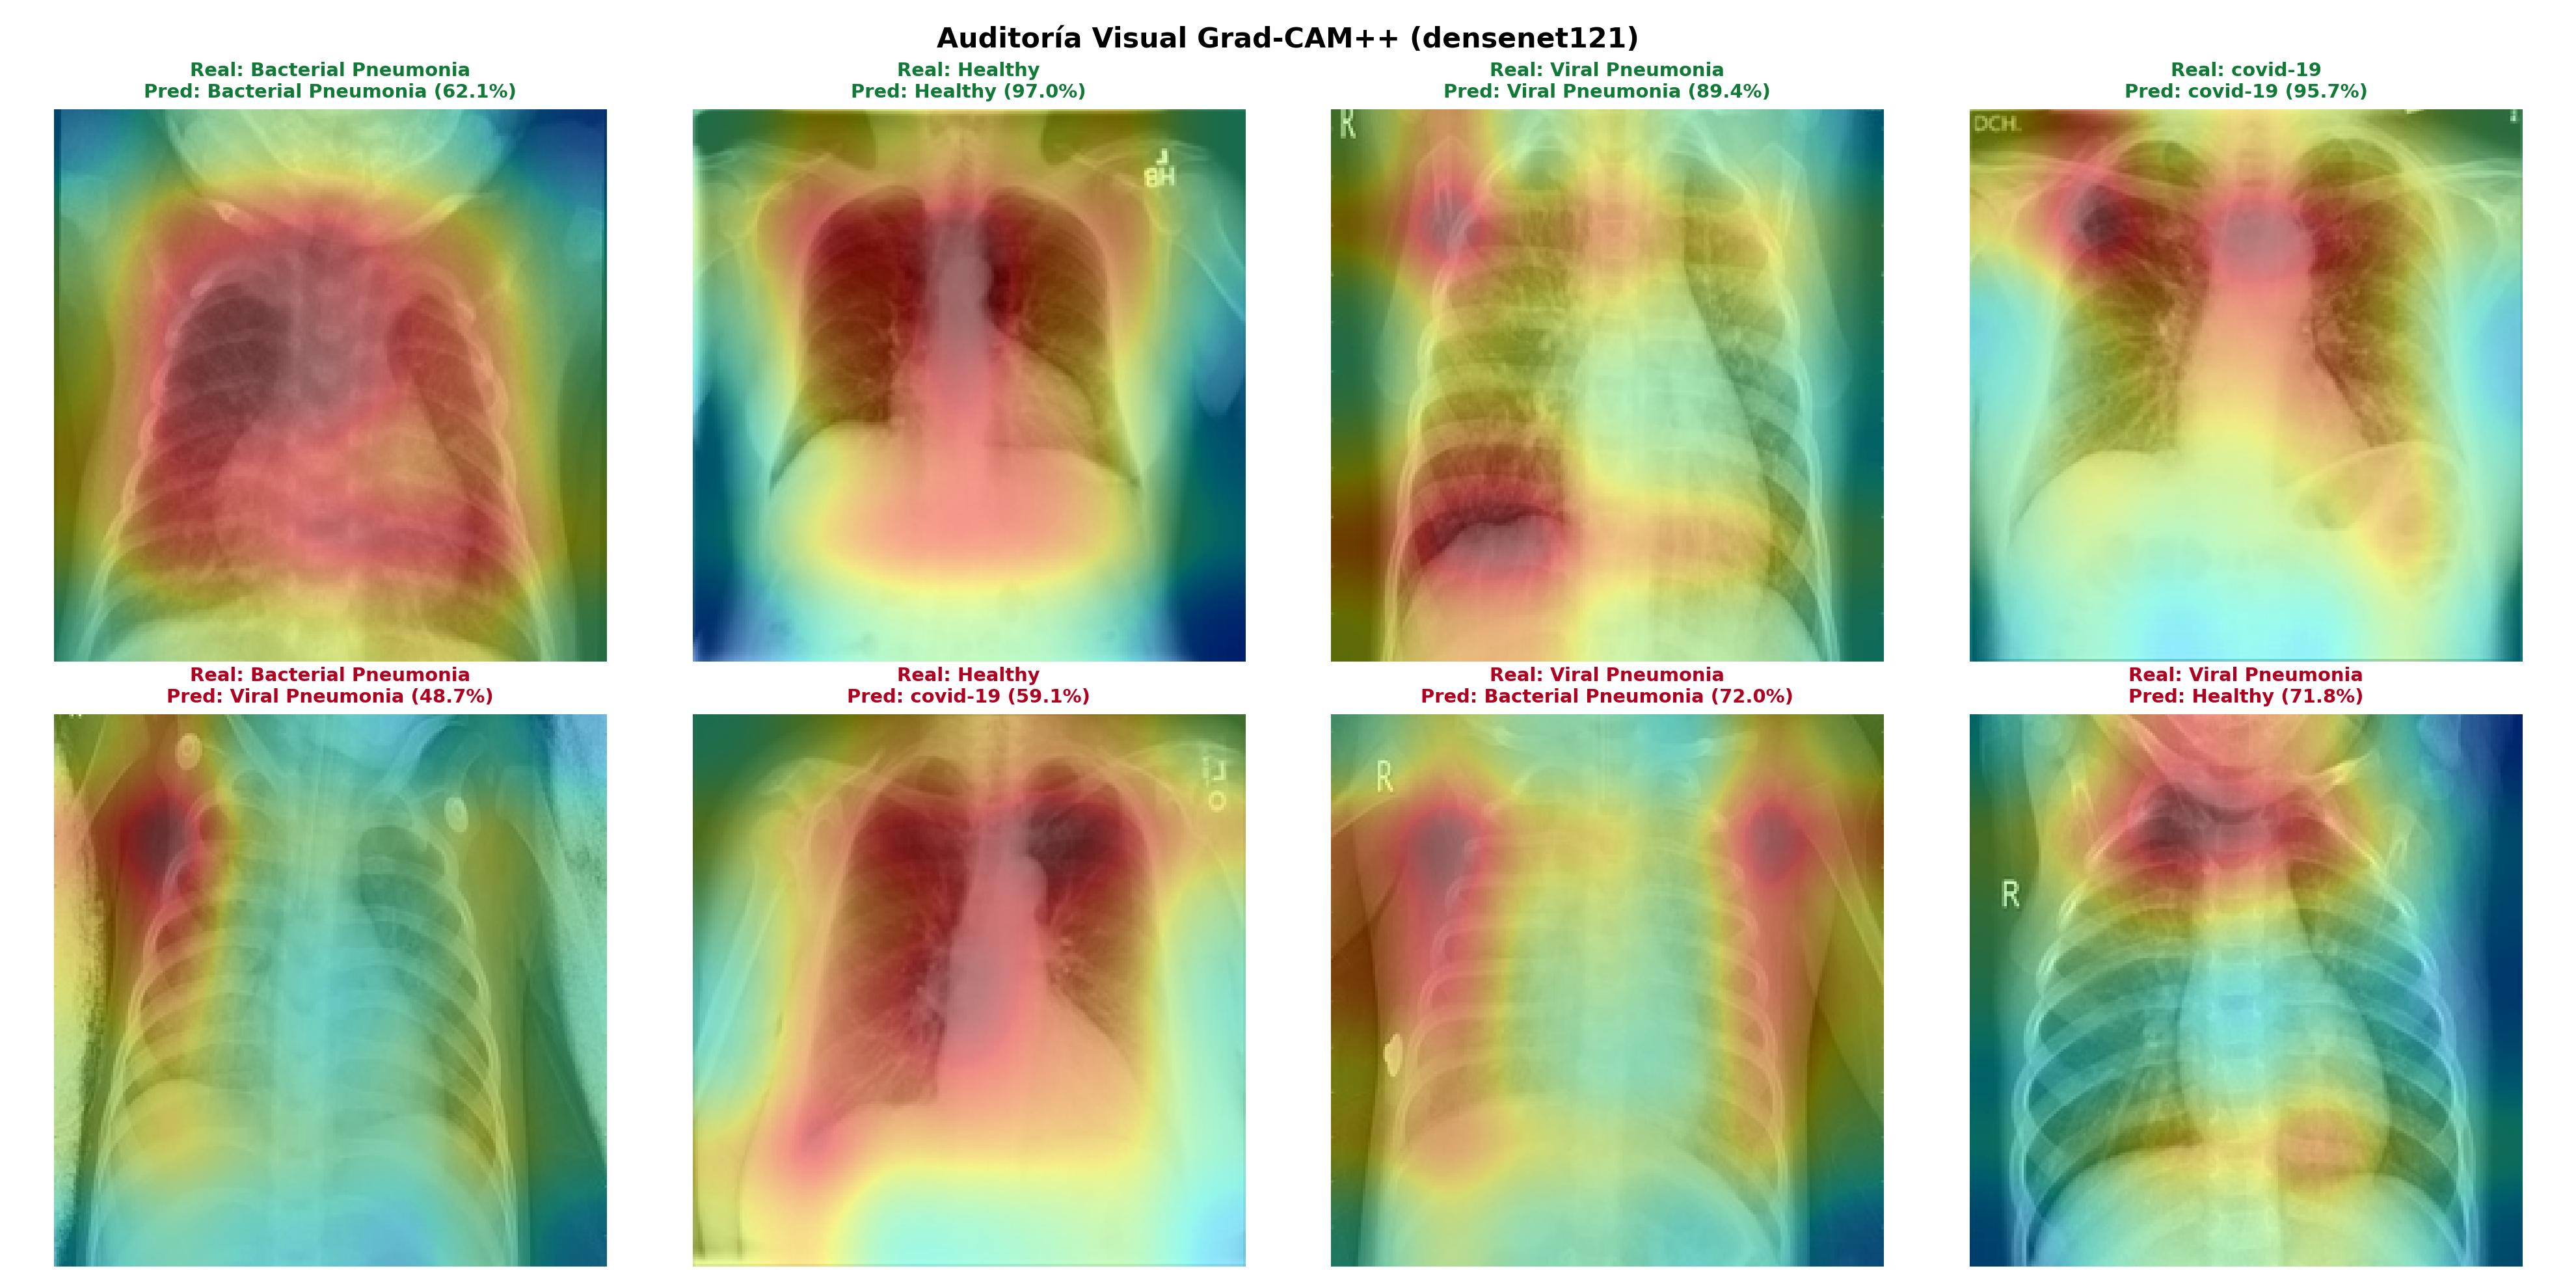 Auditoría Visual Grad-CAM++ (densenet121)
Real: Bacterial Pneumonia
Pred: Bacterial Pneumonia (62.1%)
Real: Healthy
Pred: Healthy (97.0%)
Real: Viral Pneumonia
Pred: Viral Pneumonia (89.4%)
Real: covid-19
Pred: covid-19 (95.7%)
R
L
BH
DCH.
Real: Bacterial Pneumonia
Pred: Viral Pneumonia (48.7%)
Real: Healthy
Pred: covid-19 (59.1%)
Real: Viral Pneumonia
Pred: Bacterial Pneumonia (72.0%)
Real: Viral Pneumonia
Pred: Healthy (71.8%)
R
R